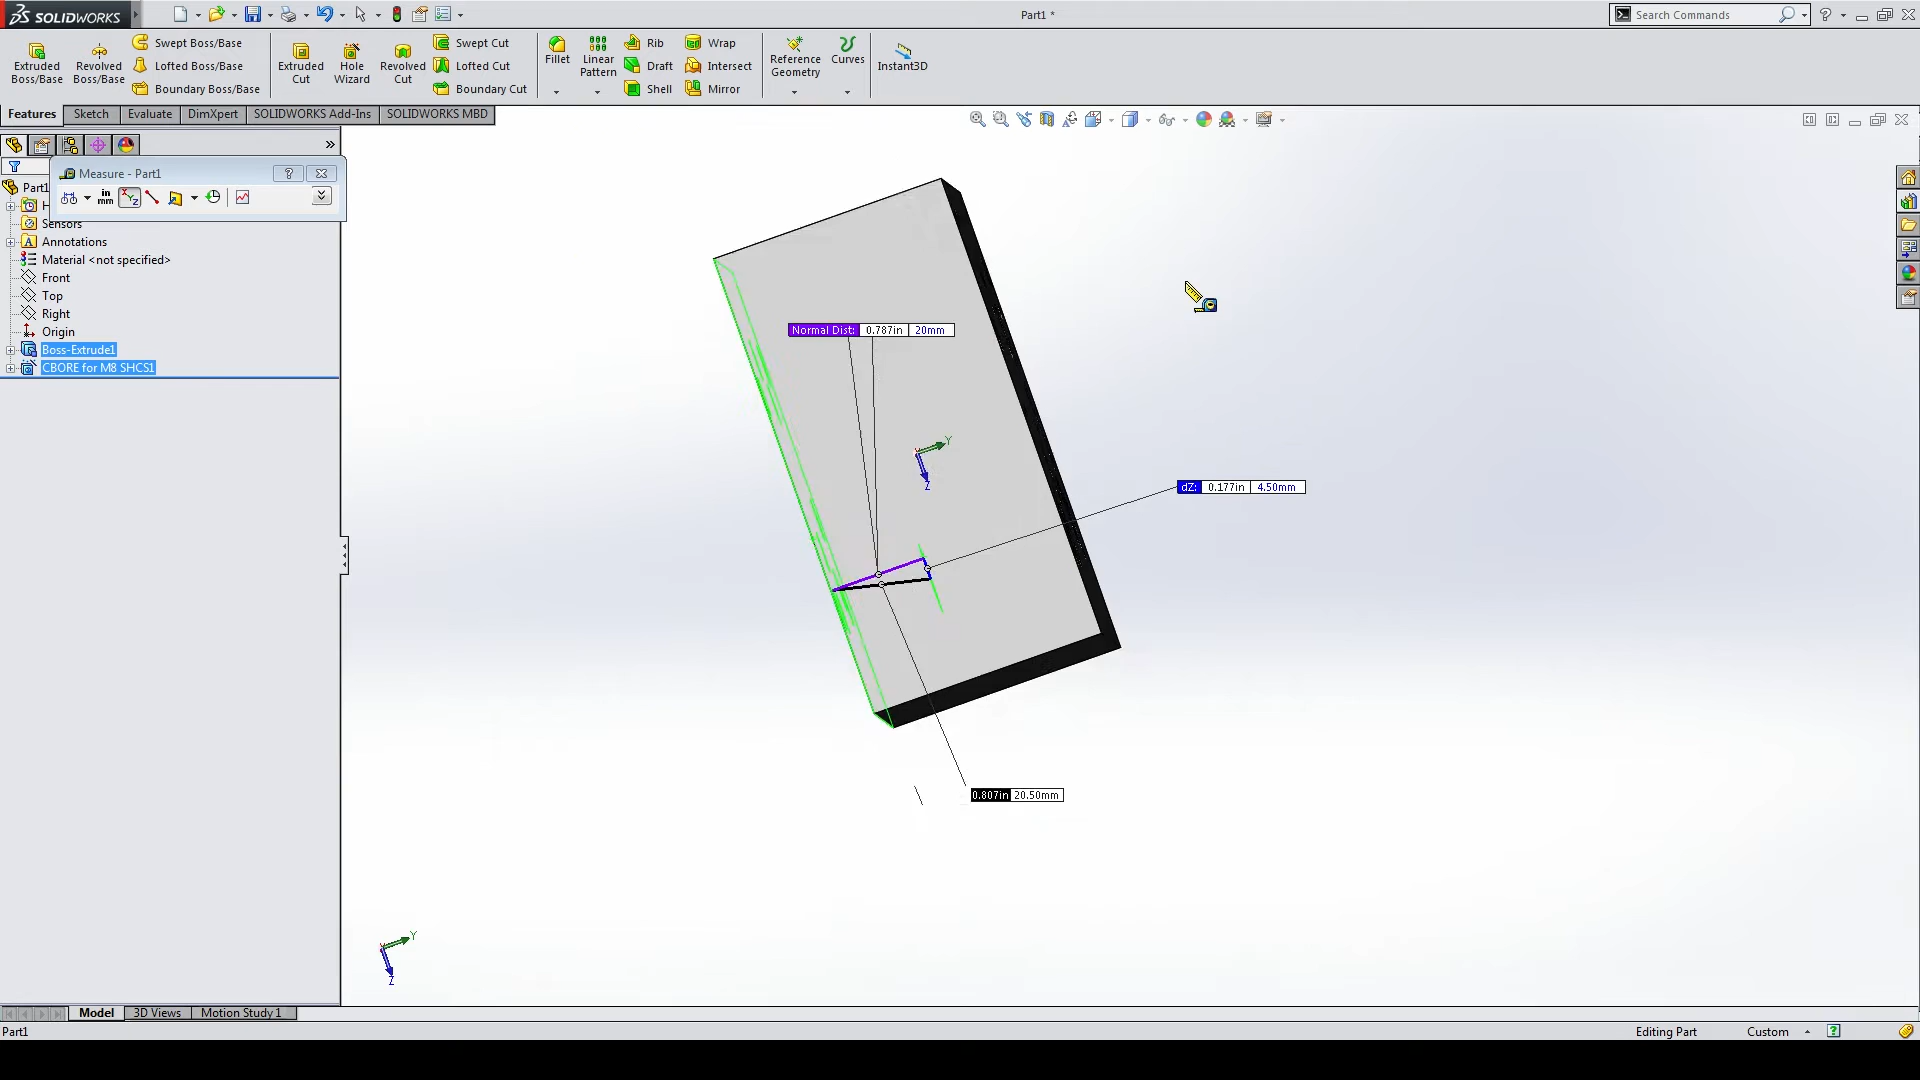 SOLIDWORKS
Part1 *
Search Commands
Extruded Boss/Base
Revolved Boss/Base
Swept Boss/Base
Lofted Boss/Base
Boundary Boss/Base
Extruded Cut
Hole Wizard
Revolved Cut
Swept Cut
Lofted Cut
Boundary Cut
Fillet
Linear Pattern
Rib
Draft
Shell
Wrap
Intersect
Mirror
Reference Geometry
Curves
Instant3D
Features
Sketch
Evaluate
DimXpert
SOLIDWORKS Add-Ins
SOLIDWORKS MBD
Measure - Part1
in mm
Part1
H
Sensors
Annotations
Material <not specified>
Front
Top
Right
Origin
Boss-Extrude1
CBORE for M8 SHCS1
Normal Dist: 0.787in 20mm
Y
Z
dZ: 0.177in 4.50mm
0.807in 20.50mm
Y
Z
Model
3D Views
Motion Study 1
Part1
Editing Part
Custom